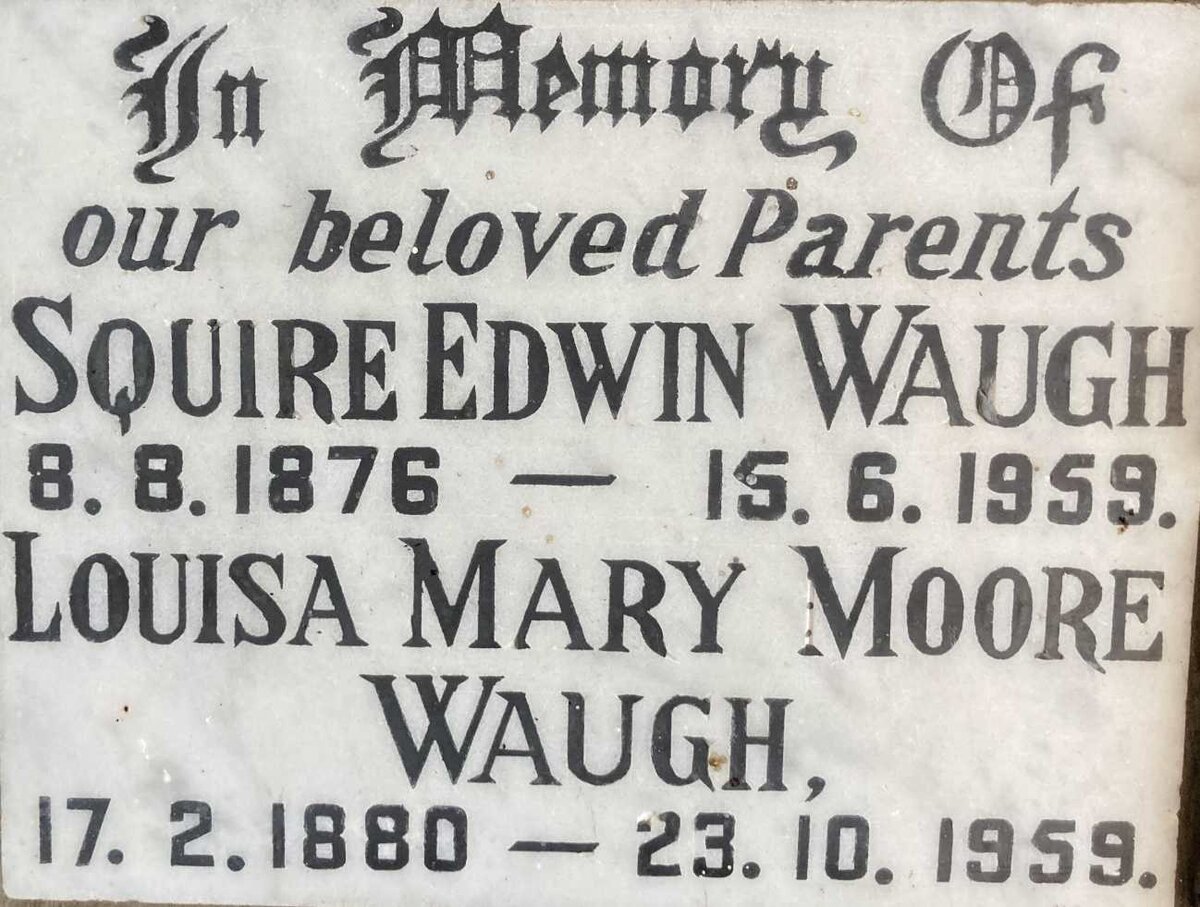 In Memory Of
our beloved Parents
SQUIRE EDWIN WAUGH
8. 8. 1876 — 15. 6. 1959.
LOUISA MARY MOORE
WAUGH,
17. 2. 1880 — 23. 10. 1959.